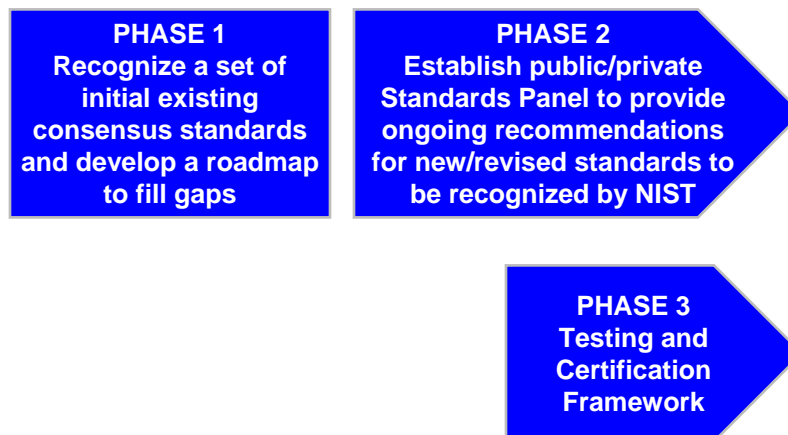 PHASE 1
Recognize a set of
initial existing
consensus standards
and develop a roadmap
to fill gaps
PHASE 2
Establish public/private
Standards Panel to provide
ongoing recommendations
for new/revised standards to
be recognized by NIST
PHASE 3
Testing and
Certification
Framework